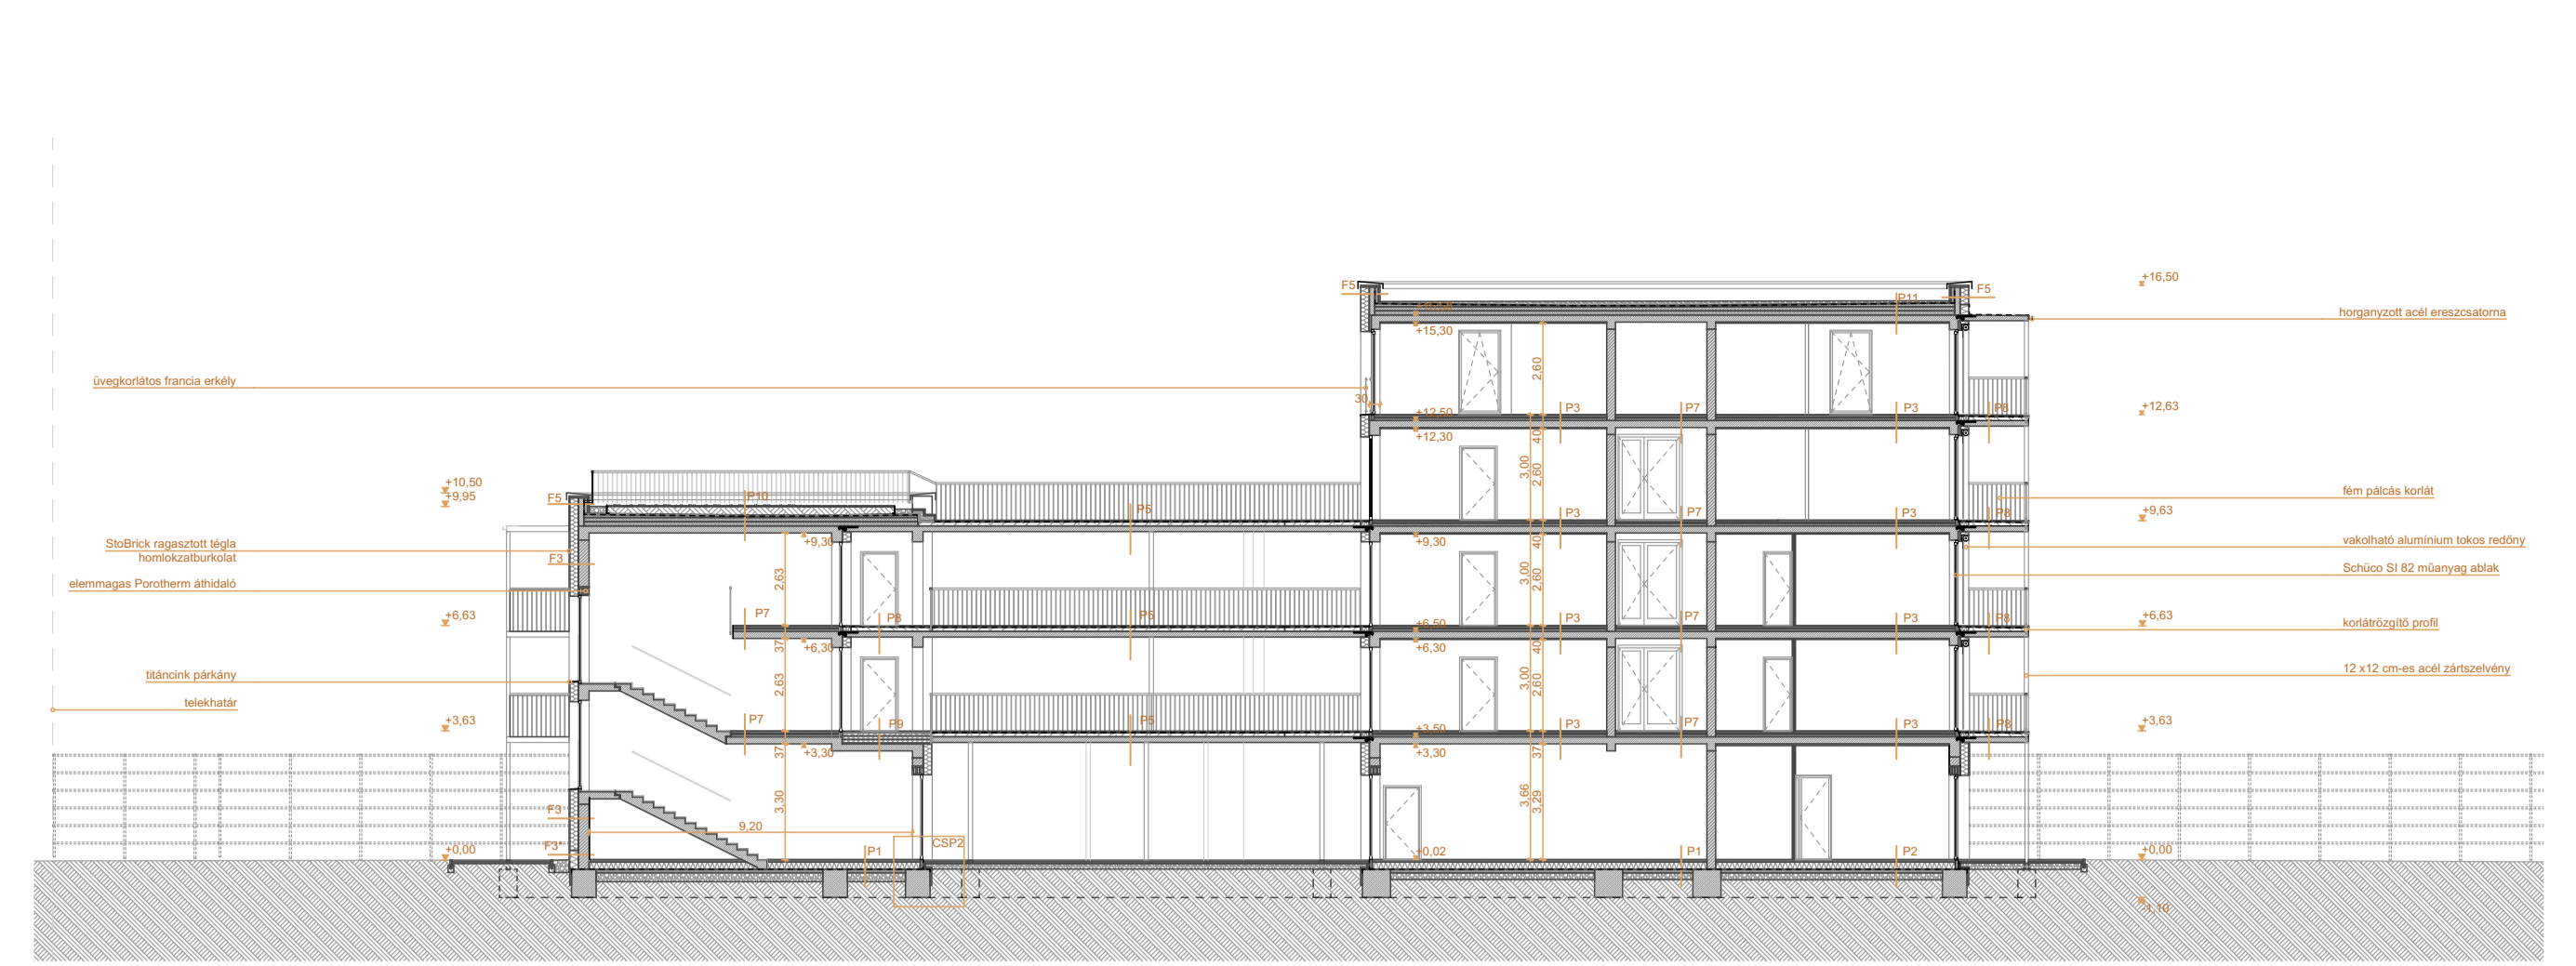 +16,50
F5
F5
P11
horganyzott acél ereszcsatorna
+15,30
2,60
üvegkorlátos francia erkély
30
+12,50
P3
P7
P3
P8
+12,63
+12,30
40
3,00
2,60
+10,50
+9,95
F5
P10
P5
P3
P7
P3
P8
+9,63
fém pálcás korlát
StoBrick ragasztott tégla
homlokzatburkolat
F3
+9,30
+9,30
40
vakolható alumínium tokos redőny
elemmagas Porotherm áthidaló
2,63
3,00
2,60
Schüco SI 82 műanyag ablak
+6,63
P7
P8
P5
+6,50
P3
P7
P3
P8
+6,63
korlátrözgítő profil
37
+6,30
+6,30
40
titáncink párkány
2,63
3,00
2,60
12 x12 cm-es acél zártszelvény
telekhatár
+3,63
P7
P9
P5
+3,50
P3
P7
P3
P8
+3,63
37
+3,30
+3,30
37
F3
3,30
3,66
3,29
9,20
F3*
+0,00
P1
CSP2
+0,02
P1
P2
+0,00
-1,10